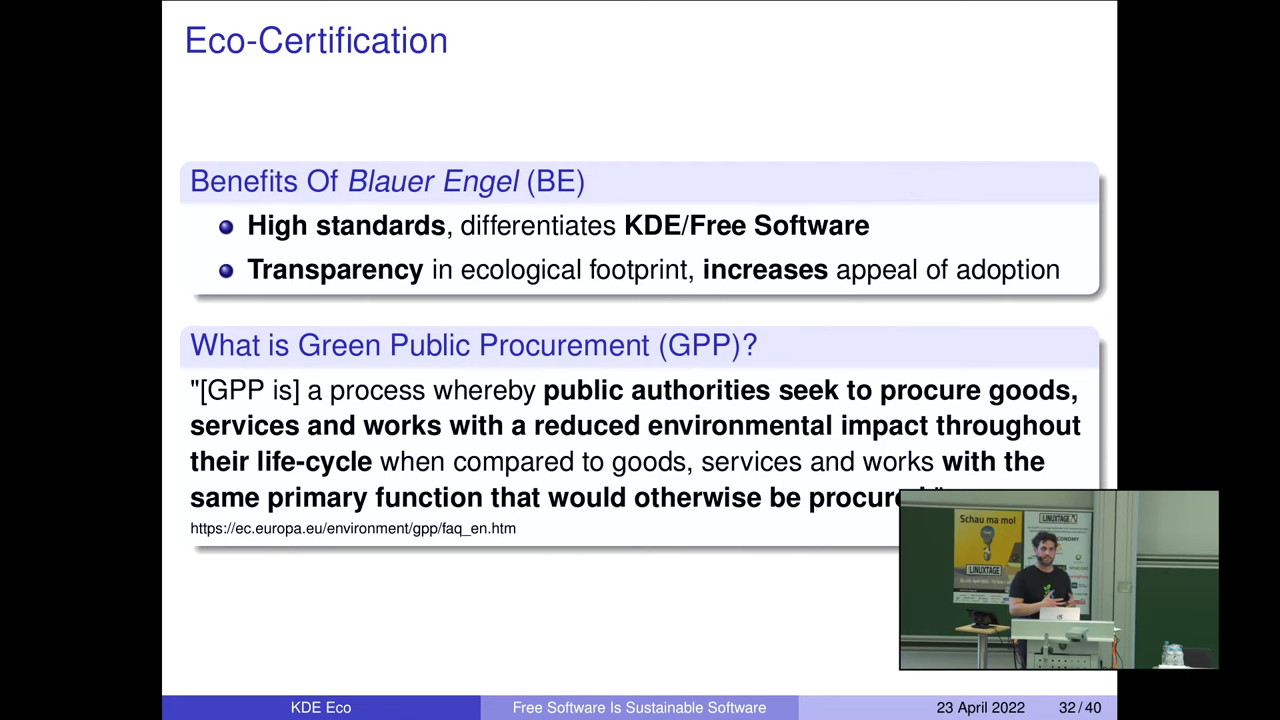 Eco-Certification
Benefits Of Blauer Engel (BE)
High standards, differentiates KDE/Free Software
Transparency in ecological footprint, increases appeal of adoption
What is Green Public Procurement (GPP)?
"[GPP is] a process whereby public authorities seek to procure goods,
services and works with a reduced environmental impact throughout
their life-cycle when compared to goods, services and works with the
same primary function that would otherwise be
https://ec.europa.eu/environment/gpp/faq_en.htm
Schau ma mol
LINUXTAGE
LINUXTAGE
KDE Eco
Free Software Is Sustainable Software
23 April 2022
32/40